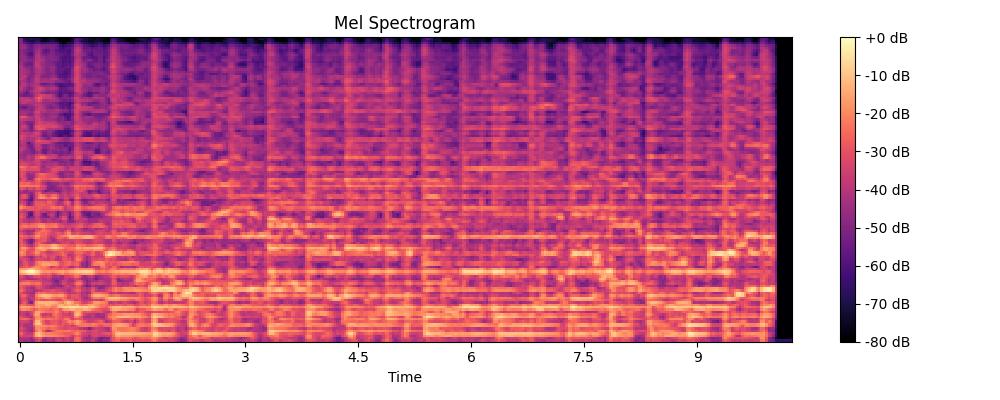 Mel Spectrogram
+0 dB
-10 dB
-20 dB
-30 dB
-40 dB
-50 dB
-60 dB
-70 dB
-80 dB
0 1.5 3 4.5 6 7.5 9
Time